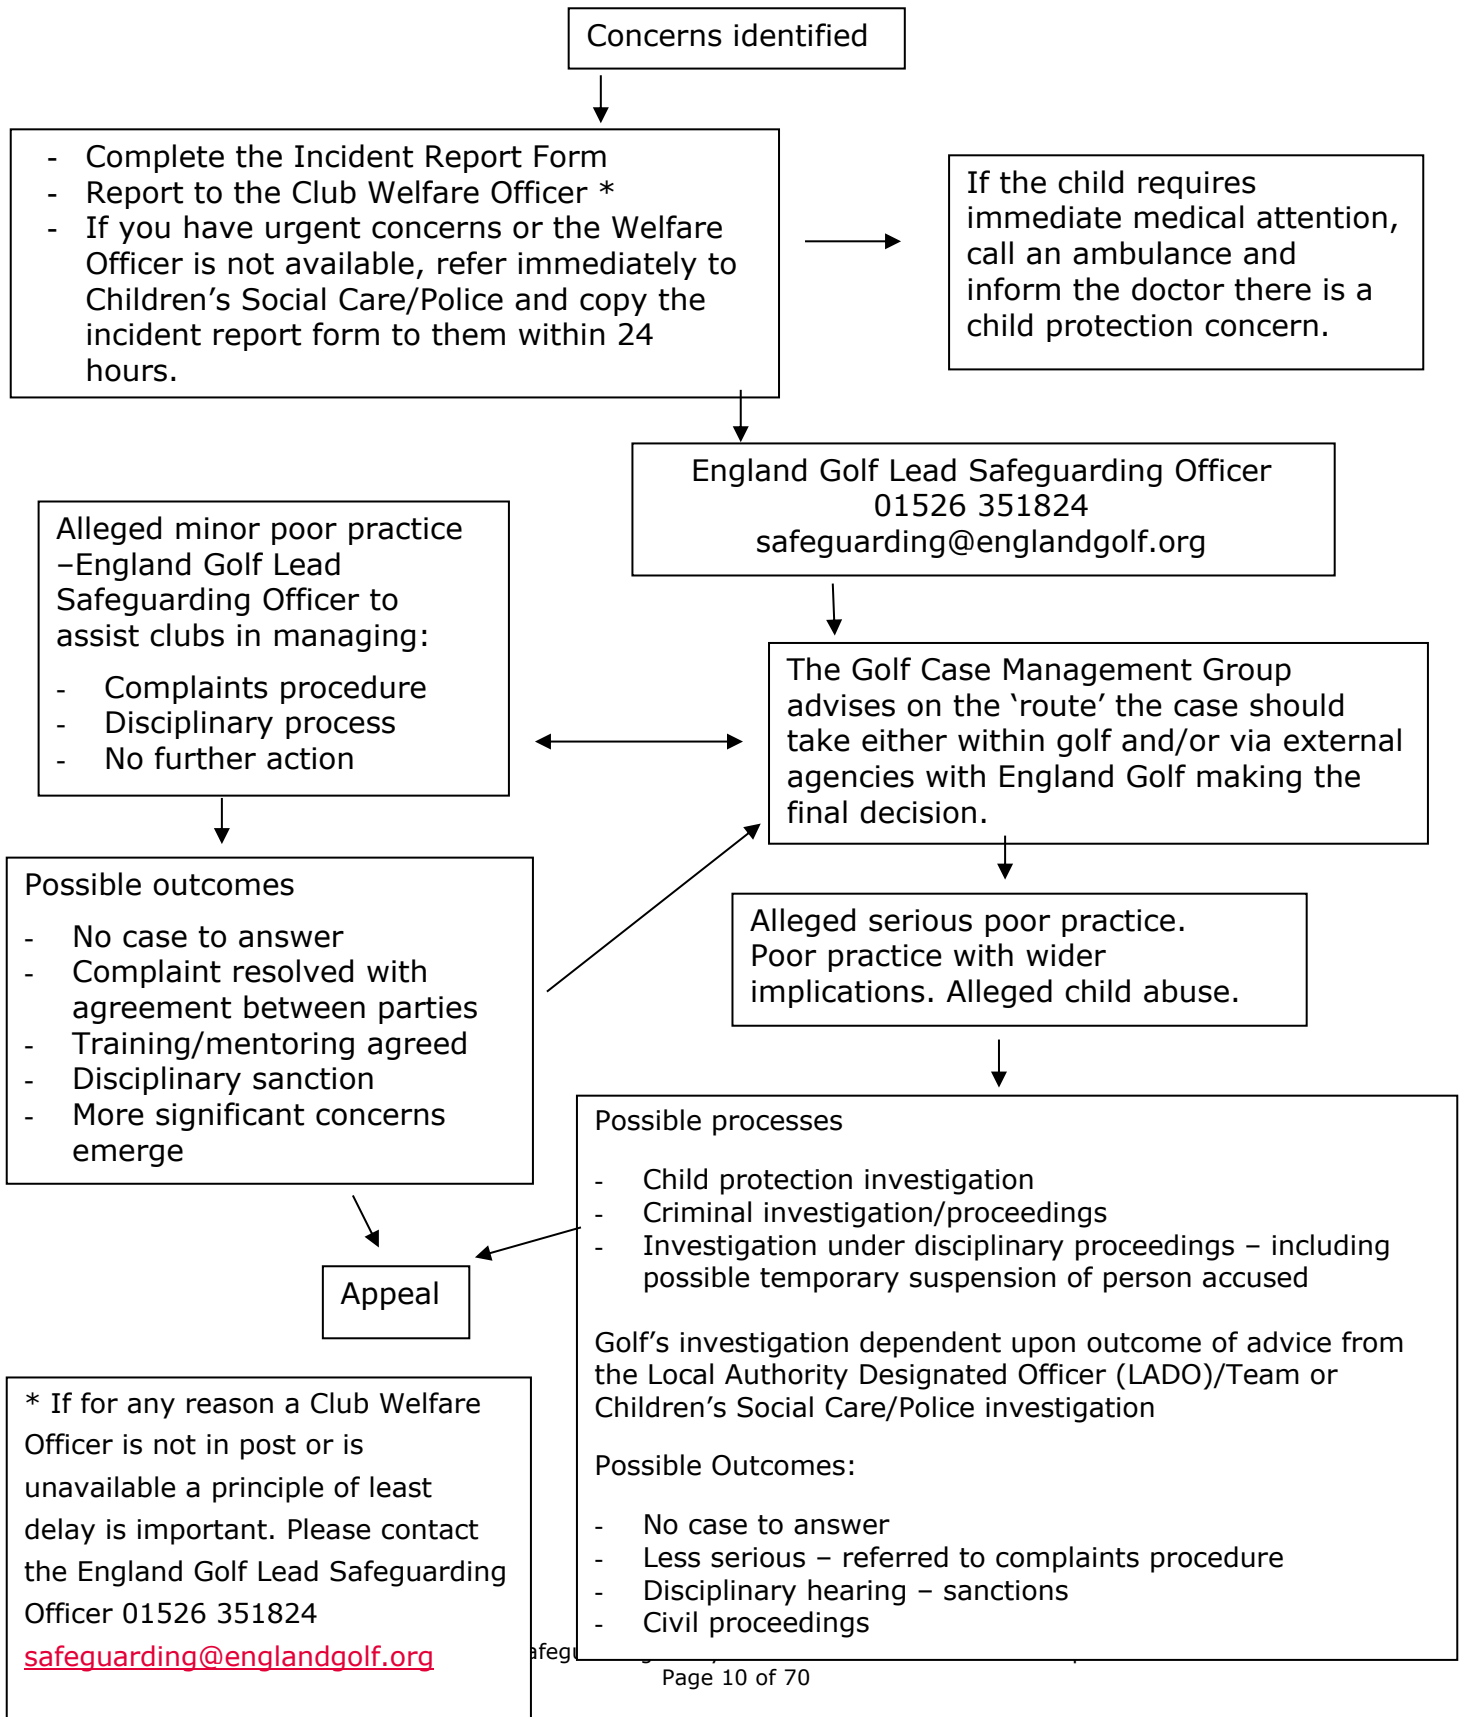 Concerns identified
- Complete the Incident Report Form
- Report to the Club Welfare Officer *
- If you have urgent concerns or the Welfare
Officer is not available, refer immediately to
Children’s Social Care/Police and copy the
incident report form to them within 24
hours.
If the child requires
immediate medical attention,
call an ambulance and
inform the doctor there is a
child protection concern.
England Golf Lead Safeguarding Officer
01526 351824
safeguarding@englandgolf.org
Alleged minor poor practice
–England Golf Lead
Safeguarding Officer to
assist clubs in managing:
- Complaints procedure
- Disciplinary process
- No further action
The Golf Case Management Group
advises on the ‘route’ the case should
take either within golf and/or via external
agencies with England Golf making the
final decision.
Possible outcomes
- No case to answer
- Complaint resolved with
agreement between parties
- Training/mentoring agreed
- Disciplinary sanction
- More significant concerns
emerge
Alleged serious poor practice.
Poor practice with wider
implications. Alleged child abuse.
Possible processes
- Child protection investigation
- Criminal investigation/proceedings
- Investigation under disciplinary proceedings – including
possible temporary suspension of person accused
Golf’s investigation dependent upon outcome of advice from
the Local Authority Designated Officer (LADO)/Team or
Children’s Social Care/Police investigation
Possible Outcomes:
- No case to answer
- Less serious – referred to complaints procedure
- Disciplinary hearing – sanctions
- Civil proceedings
Appeal
* If for any reason a Club Welfare
Officer is not in post or is
unavailable a principle of least
delay is important. Please contact
the England Golf Lead Safeguarding
Officer 01526 351824
safeguarding@englandgolf.org
Page 10 of 70